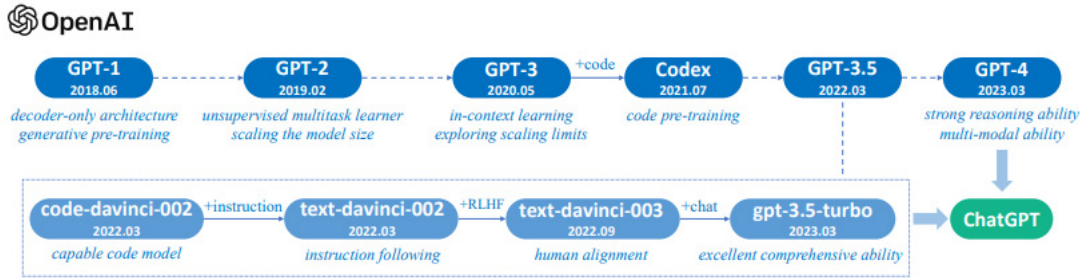 OpenAI
GPT-1
2018.06
decoder-only architecture
generative pre-training
GPT-2
2019.02
unsupervised multitask learner
scaling the model size
GPT-3
2020.05
in-context learning
exploring scaling limits
+code
Codex
2021.07
code pre-training
GPT-3.5
2022.03
GPT-4
2023.03
strong reasoning ability
multi-modal ability
code-davinci-002
2022.03
capable code model
+instruction
text-davinci-002
2022.03
instruction following
+RLHF
text-davinci-003
2022.09
human alignment
+chat
gpt-3.5-turbo
2023.03
excellent comprehensive ability
ChatGPT